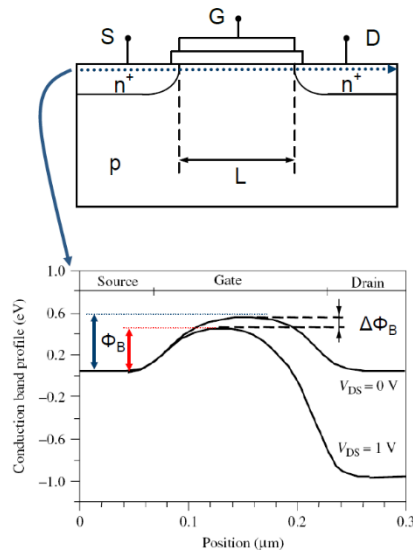 G
S
D
n+
n+
p
L
1.0
Source
Gate
Drain
0.6
ΔΦB
ΦB
0.2
Conduction band profile (eV)
VDS = 0 V
−0.2
−0.6
VDS = 1 V
−1.0
0
0.1
0.2
0.3
Position (μm)